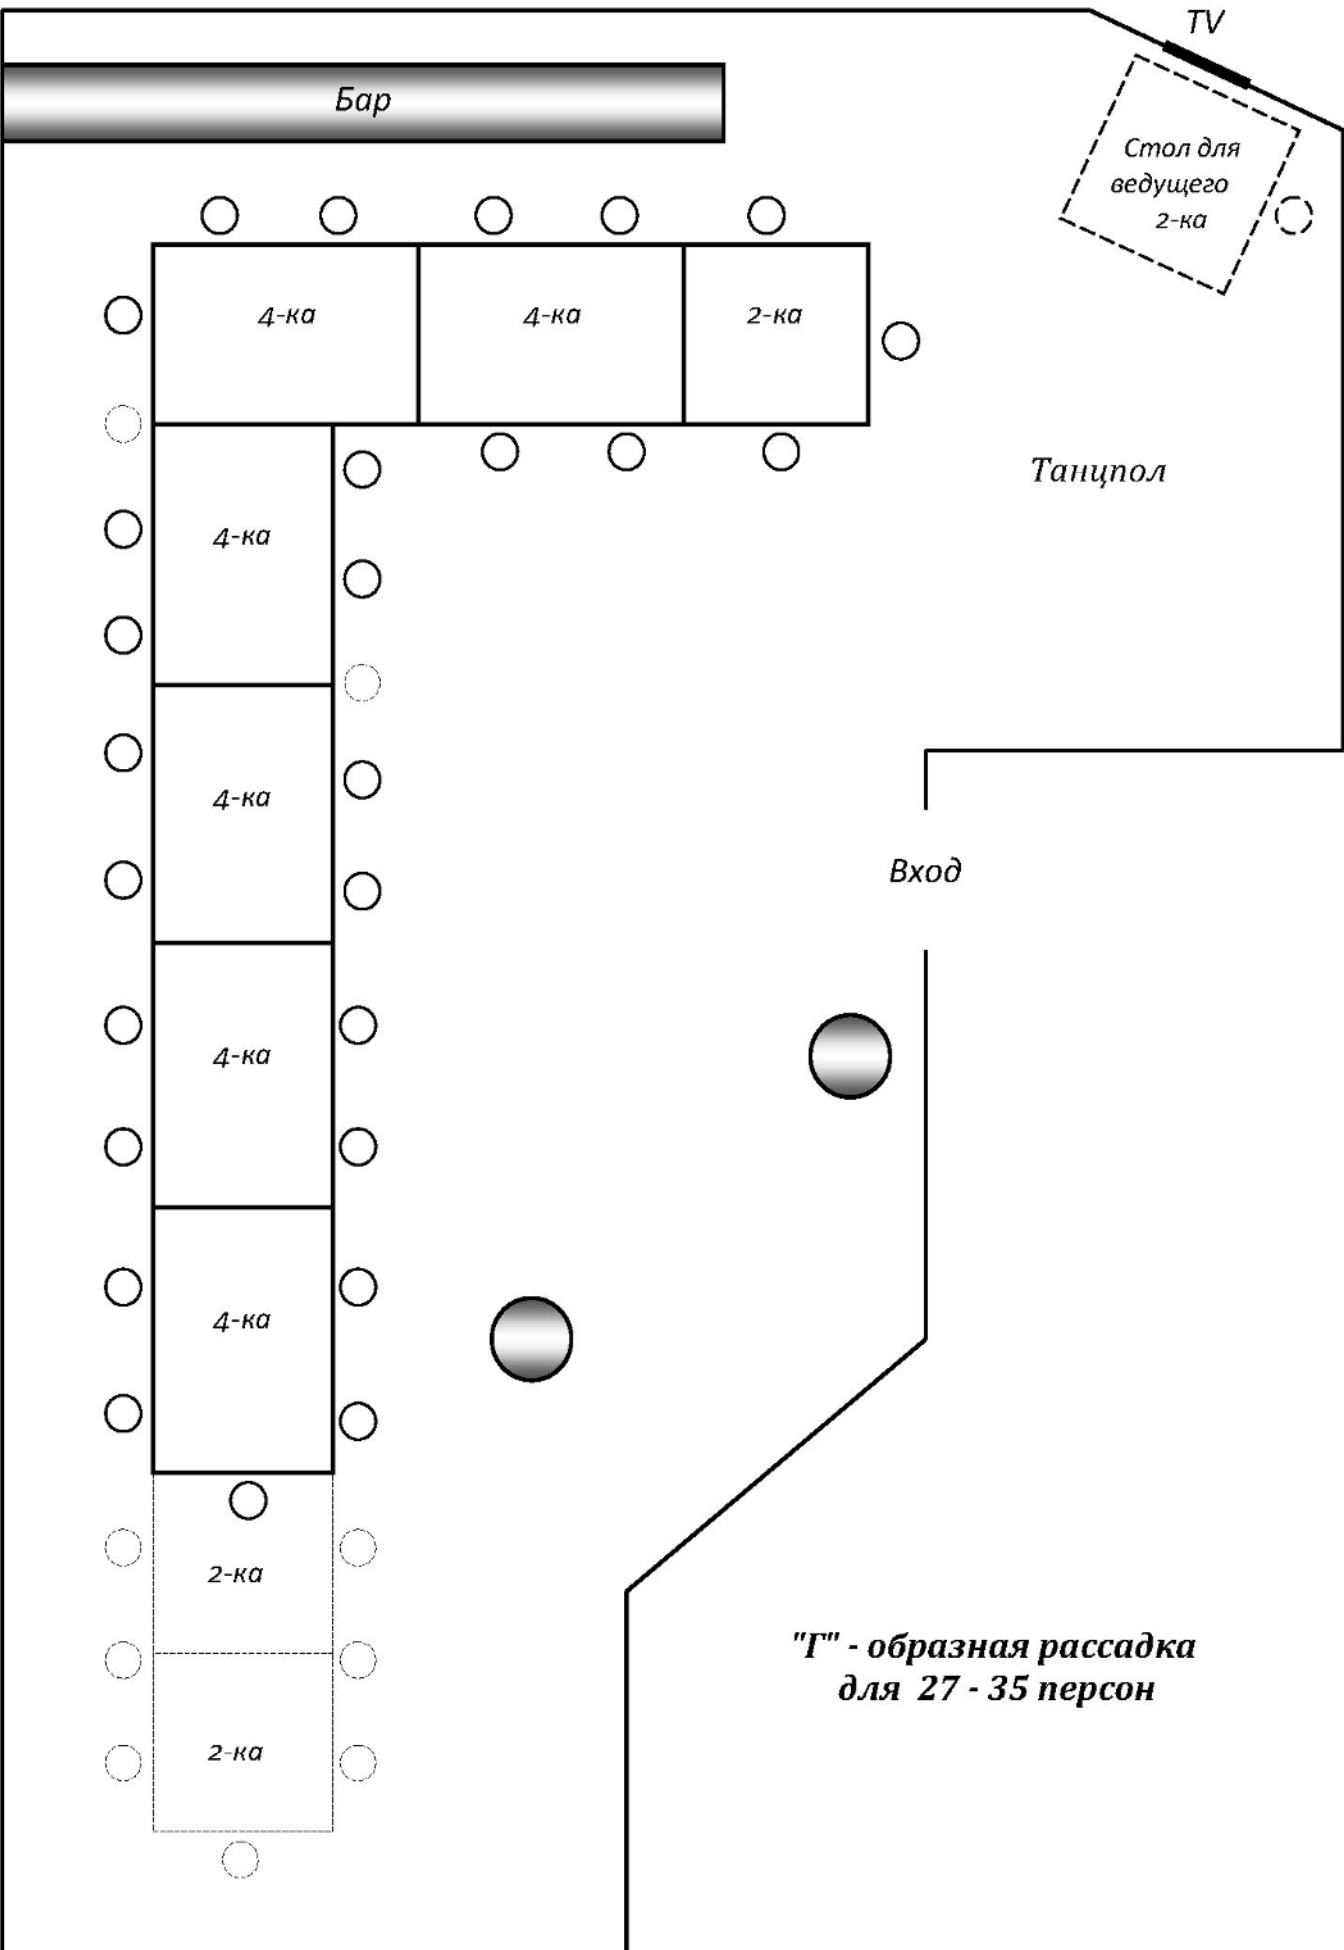 TV
Бар
Стол для
ведущего
2-ка
4-ка
4-ка
2-ка
Танцпол
4-ка
4-ка
Вход
4-ка
4-ка
2-ка
"Г" - образная рассадка
для 27 - 35 персон
2-ка